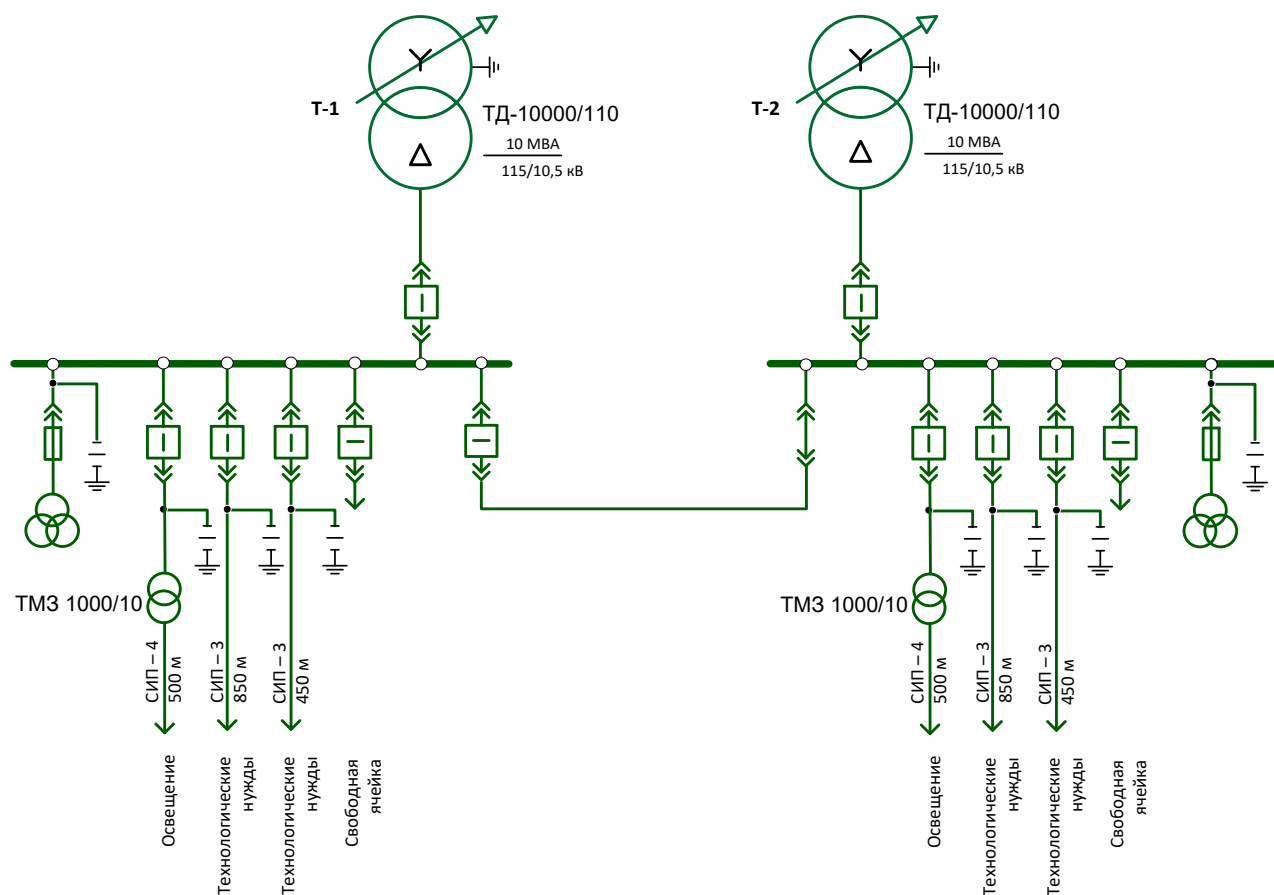 Т-1
ТД-10000/110
10 МВА
115/10,5 кВ
Т-2
ТД-10000/110
10 МВА
115/10,5 кВ
ТМЗ 1000/10
СИП – 4
500 м
СИП – 3
850 м
СИП – 3
450 м
ТМЗ 1000/10
СИП – 4
500 м
СИП – 3
850 м
СИП – 3
450 м
Освещение
Технологические
нужды
Технологические
нужды
Свободная
ячейка
Освещение
Технологические
нужды
Технологические
нужды
Свободная
ячейка